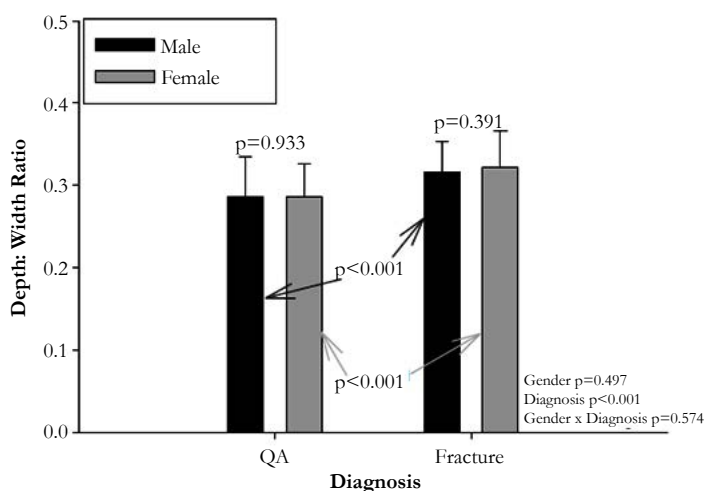 0.5
Male
Female
0.4
p=0.933
p=0.391
0.3
Depth: Width Ratio
p<0.001
0.2
0.1
p<0.001
Gender p=0.497
Diagnosis p<0.001
Gender x Diagnosis p=0.574
0.0
QA
Fracture
Diagnosis